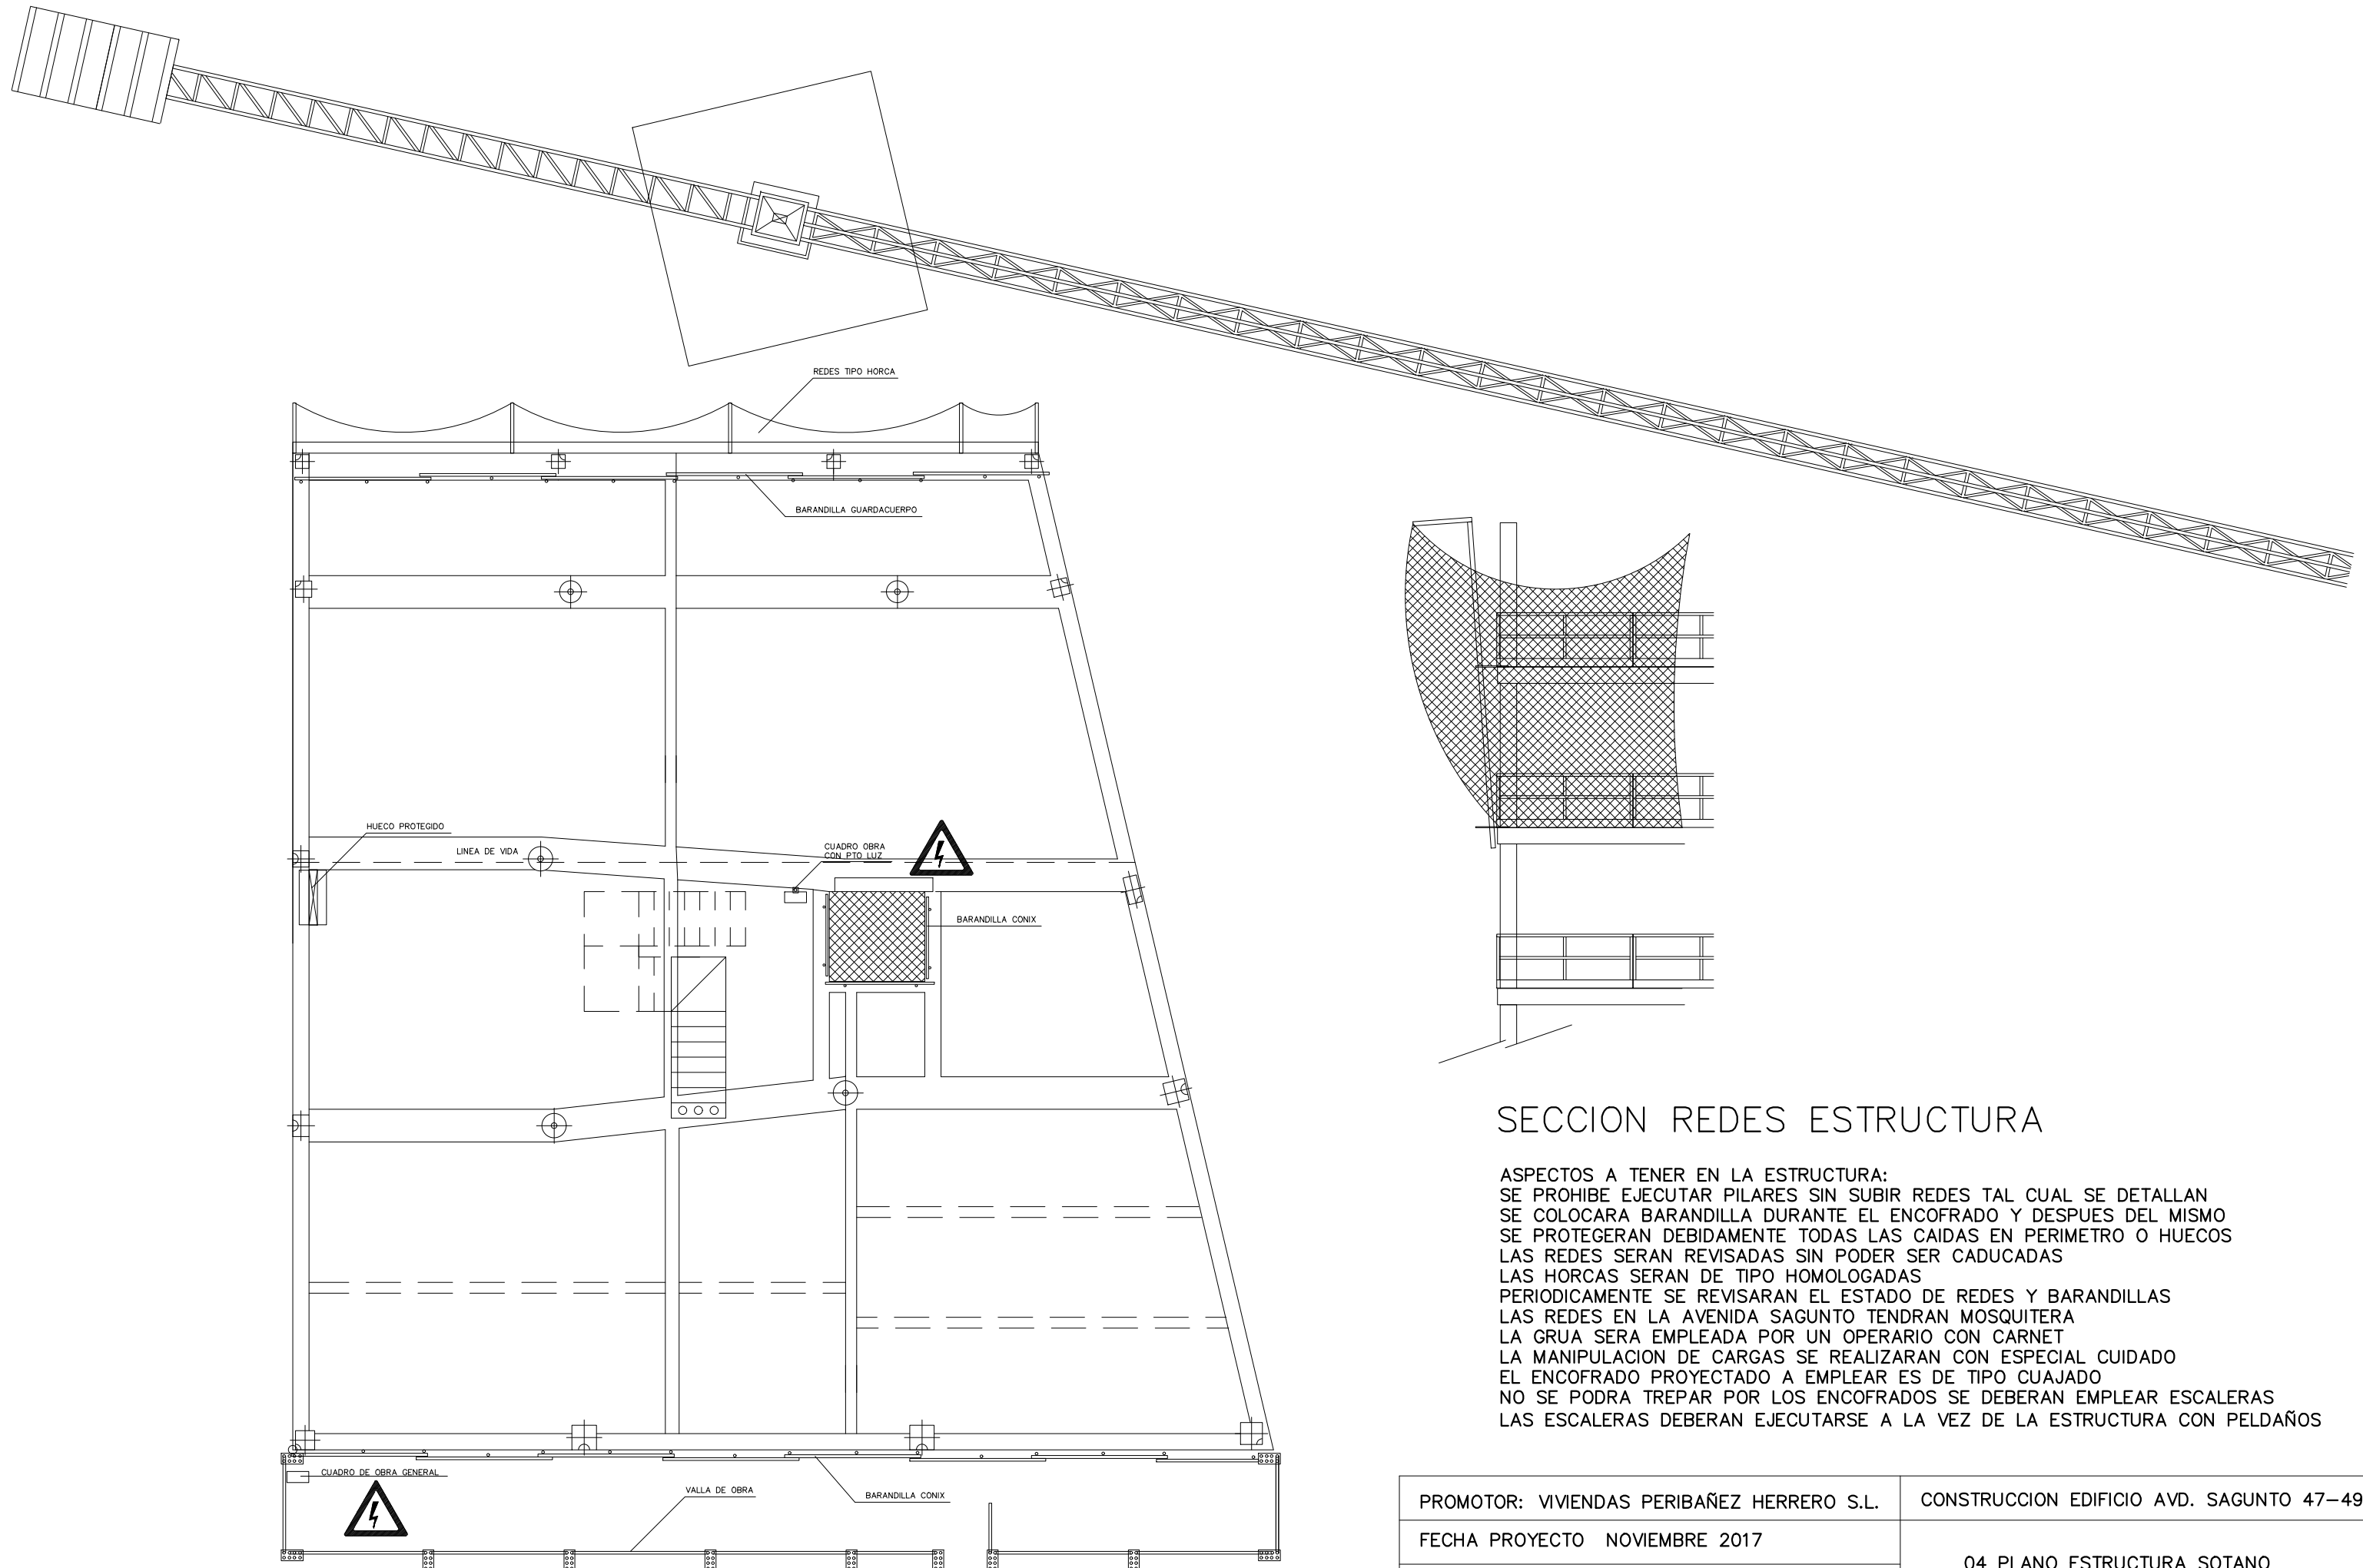 REDES TIPO HORCA
BARANDILLA GUARDACUERPO
HUECO PROTEGIDO
LINEA DE VIDA
CUADRO OBRA
CON PTO LUZ
BARANDILLA CONIX
CUADRO DE OBRA GENERAL
VALLA DE OBRA
BARANDILLA CONIX
SECCION REDES ESTRUCTURA
ASPECTOS A TENER EN LA ESTRUCTURA:
SE PROHIBE EJECUTAR PILARES SIN SUBIR REDES TAL CUAL SE DETALLAN
SE COLOCARA BARANDILLA DURANTE EL ENCOFRADO Y DESPUES DEL MISMO
SE PROTEGERAN DEBIDAMENTE TODAS LAS CAIDAS EN PERIMETRO O HUECOS
LAS REDES SERAN REVISADAS SIN PODER SER CADUCADAS
LAS HORCAS SERAN DE TIPO HOMOLOGADAS
PERIODICAMENTE SE REVISARAN EL ESTADO DE REDES Y BARANDILLAS
LAS REDES EN LA AVENIDA SAGUNTO TENDRAN MOSQUITERA
LA GRUA SERA EMPLEADA POR UN OPERARIO CON CARNET
LA MANIPULACION DE CARGAS SE REALIZARAN CON ESPECIAL CUIDADO
EL ENCOFRADO PROYECTADO A EMPLEAR ES DE TIPO CUAJADO
NO SE PODRA TREPAR POR LOS ENCOFRADOS SE DEBERAN EMPLEAR ESCALERAS
LAS ESCALERAS DEBERAN EJECUTARSE A LA VEZ DE LA ESTRUCTURA CON PELDAÑOS
PROMOTOR: VIVIENDAS PERIBAÑEZ HERRERO S.L.
CONSTRUCCION EDIFICIO AVD. SAGUNTO 47-49
FECHA PROYECTO NOVIEMBRE 2017
04 PLANO ESTRUCTURA SOTANO